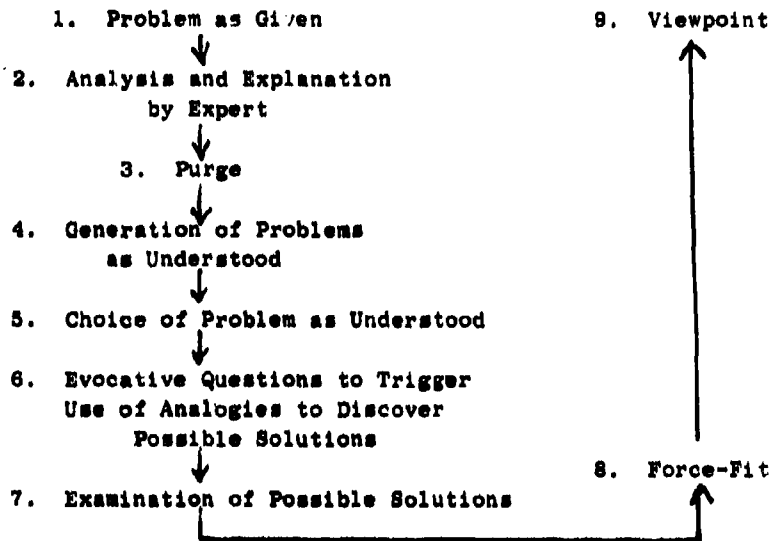 1. Problem as Given
2. Analysis and Explanation
by Expert
3. Purge
4. Generation of Problems
as Understood
5. Choice of Problem as Understood
6. Evocative Questions to Trigger
Use of Analogies to Discover
Possible Solutions
7. Examination of Possible Solutions
8. Force-Fit
9. Viewpoint